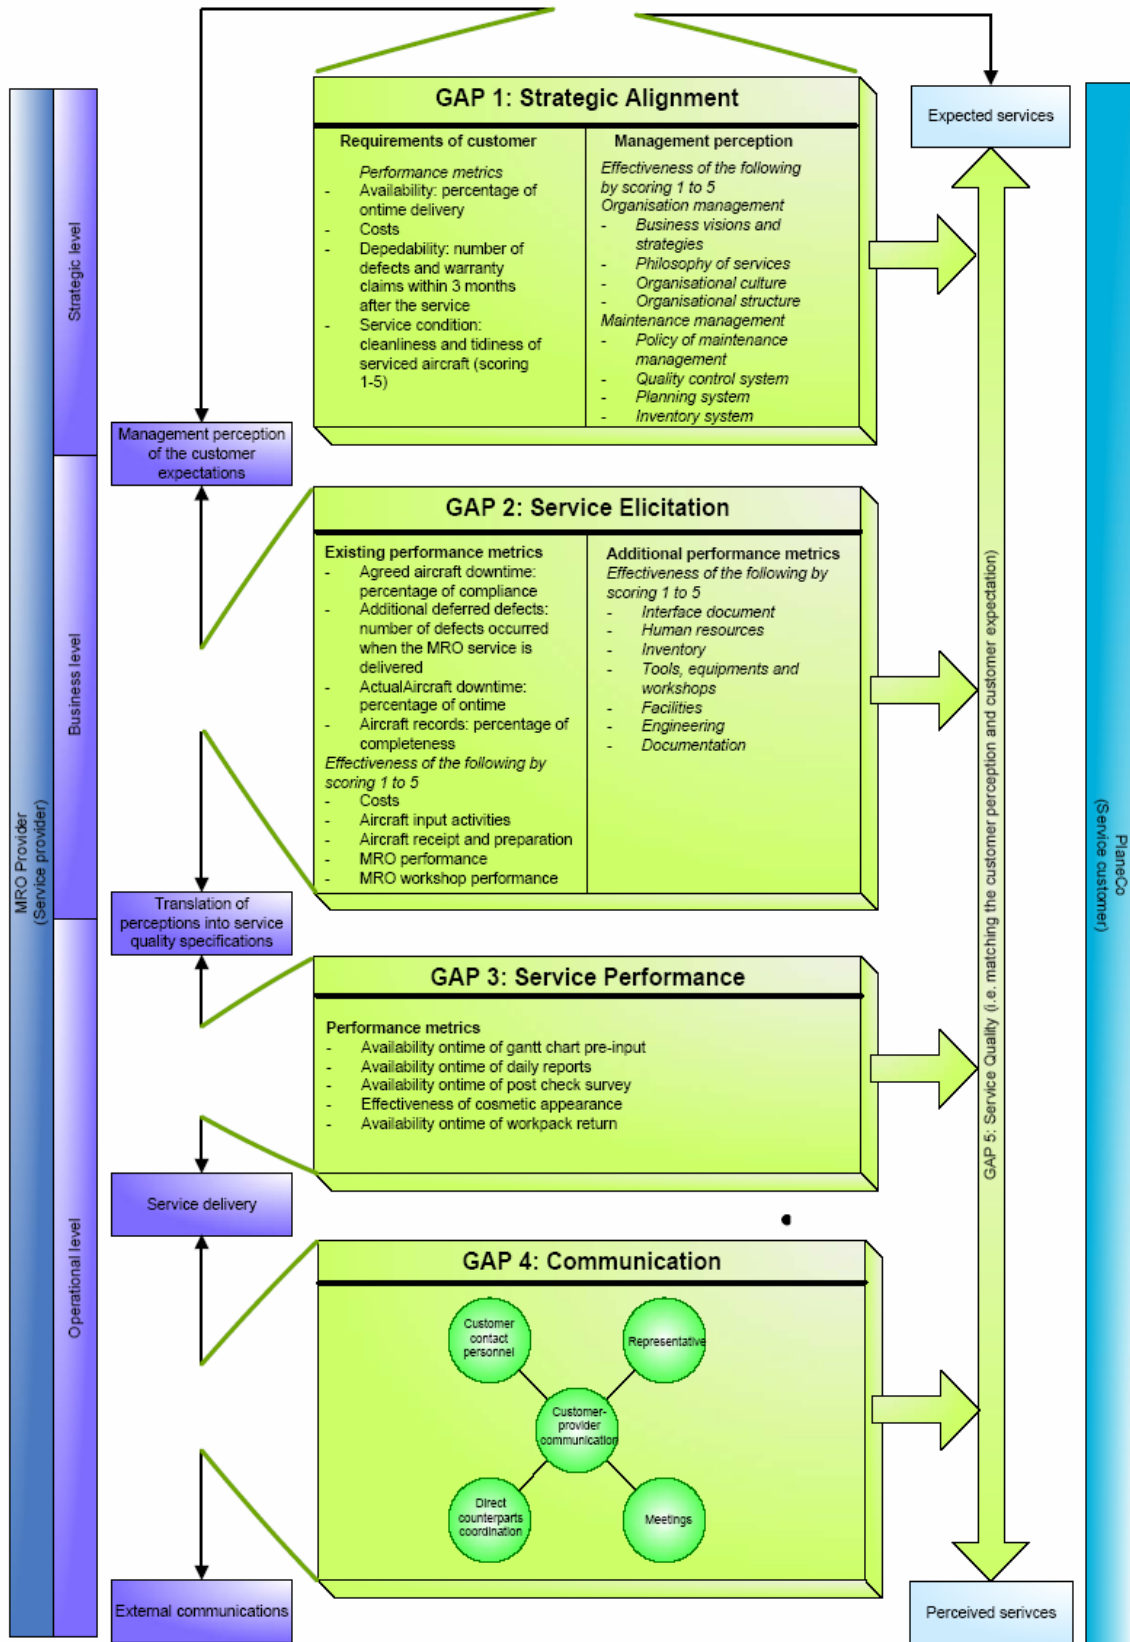 GAP 1: Strategic Alignment
Requirements of customer
Performance metrics
- Availability: percentage of
ontime delivery
- Costs
- Depedability: number of
defects and warranty
claims within 3 months
after the service
- Service condition:
cleanliness and tidiness of
serviced aircraft (scoring
1-5)
Management perception
Effectiveness of the following
by scoring 1 to 5
Organisation management
- Business visions and
strategies
- Philosophy of services
- Organisational culture
- Organisational structure
Maintenance management
- Policy of maintenance
management
- Quality control system
- Planning system
- Inventory system
Expected services
Strategic level
Management perception
of the customer
expectations
GAP 2: Service Elicitation
Existing performance metrics
- Agreed aircraft downtime:
percentage of compliance
- Additional deferred defects:
number of defects occurred
when the MRO service is
delivered
- ActualAircraft downtime:
percentage of ontime
- Aircraft records: percentage of
completeness
Effectiveness of the following by
scoring 1 to 5
- Costs
- Aircraft input activities
- Aircraft receipt and preparation
- MRO performance
- MRO workshop performance
Additional performance metrics
Effectiveness of the following by
scoring 1 to 5
- Interface document
- Human resources
- Inventory
- Tools, equipments and
workshops
- Facilities
- Engineering
- Documentation
Business level
MRO Provider
(Service provider)
Translation of
perceptions into service
quality specifications
GAP 3: Service Performance
Performance metrics
- Availability ontime of gantt chart pre-input
- Availability ontime of daily reports
- Availability ontime of post check survey
- Effectiveness of cosmetic appearance
- Availability ontime of workpack return
Service delivery
Operational level
GAP 4: Communication
Customer
contact
personnel
Representative
Customer-
provider
communication
Direct
counterparts
coordination
Meetings
External communications
GAP 5: Service Quality (i.e. matching the customer perception and customer expectation)
PlaneCo
(Service customer)
Perceived serivces